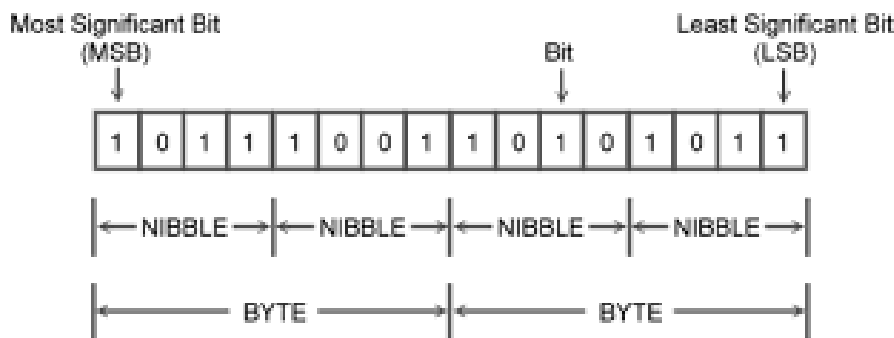 Most Significant Bit
(MSB)
Bit
Least Significant Bit
(LSB)
1 0 1 1 1 0 0 1 1 0 1 0 1 0 1 1
NIBBLE NIBBLE NIBBLE NIBBLE
BYTE BYTE